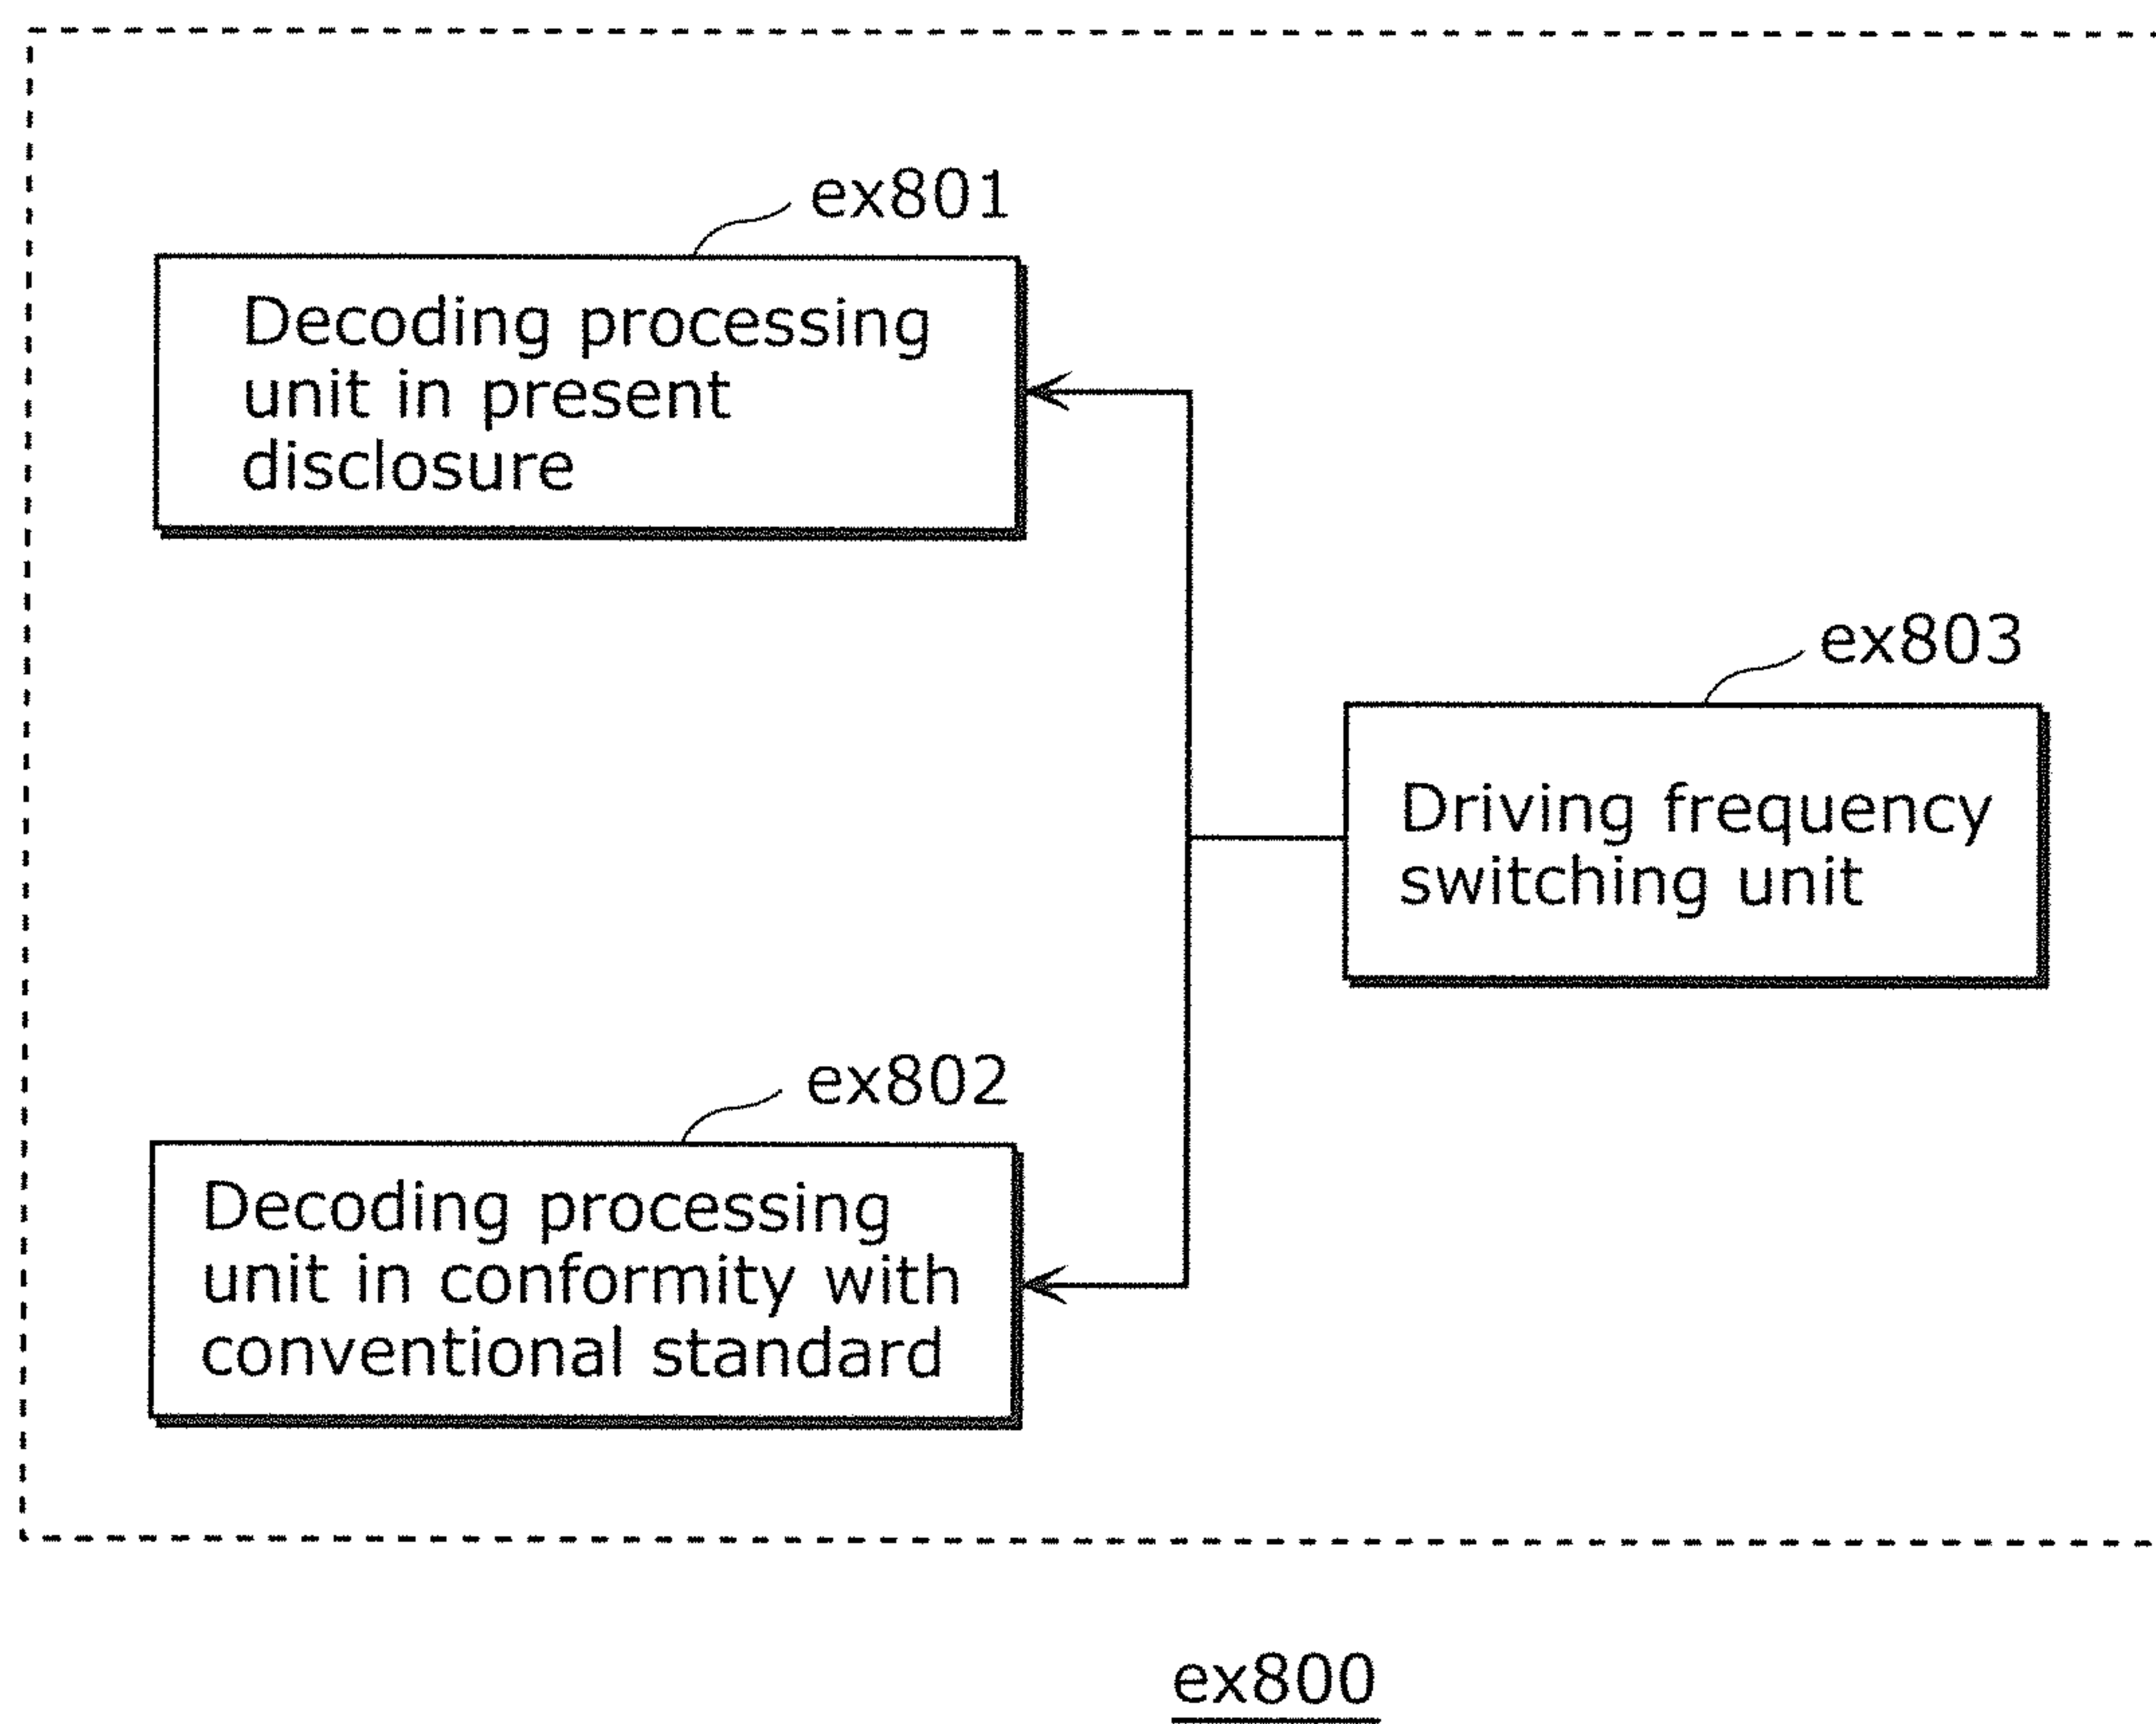 ex801
Decoding processing
unit in present
disclosure
ex803
Driving frequency
switching unit
ex802
Decoding processing
unit in conformity with
conventional standard
ex800